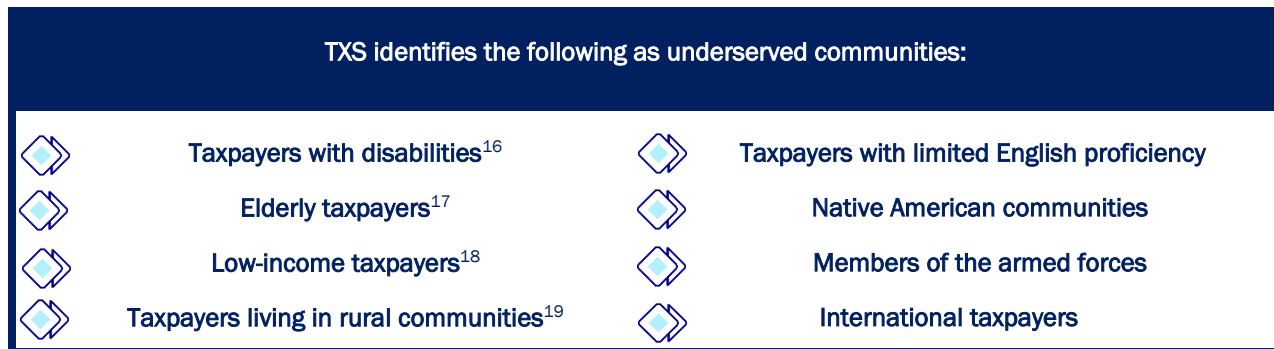 TXS identifies the following as underserved communities:
Taxpayers with disabilities16
Elderly taxpayers17
Low-income taxpayers18
Taxpayers living in rural communities19
Taxpayers with limited English proficiency
Native American communities
Members of the armed forces
International taxpayers